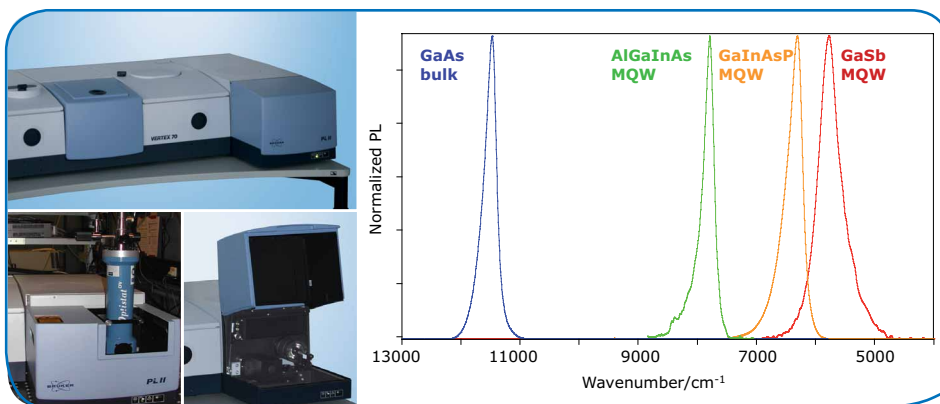 VERTEX 70
BRUKER
PL II
Optistat
BRUKER
PL II
GaAs
bulk
AlGaInAs
MQW
GaInAsP
MQW
GaSb
MQW
Normalized PL
13000 11000 9000 7000 5000
Wavenumber/cm⁻¹